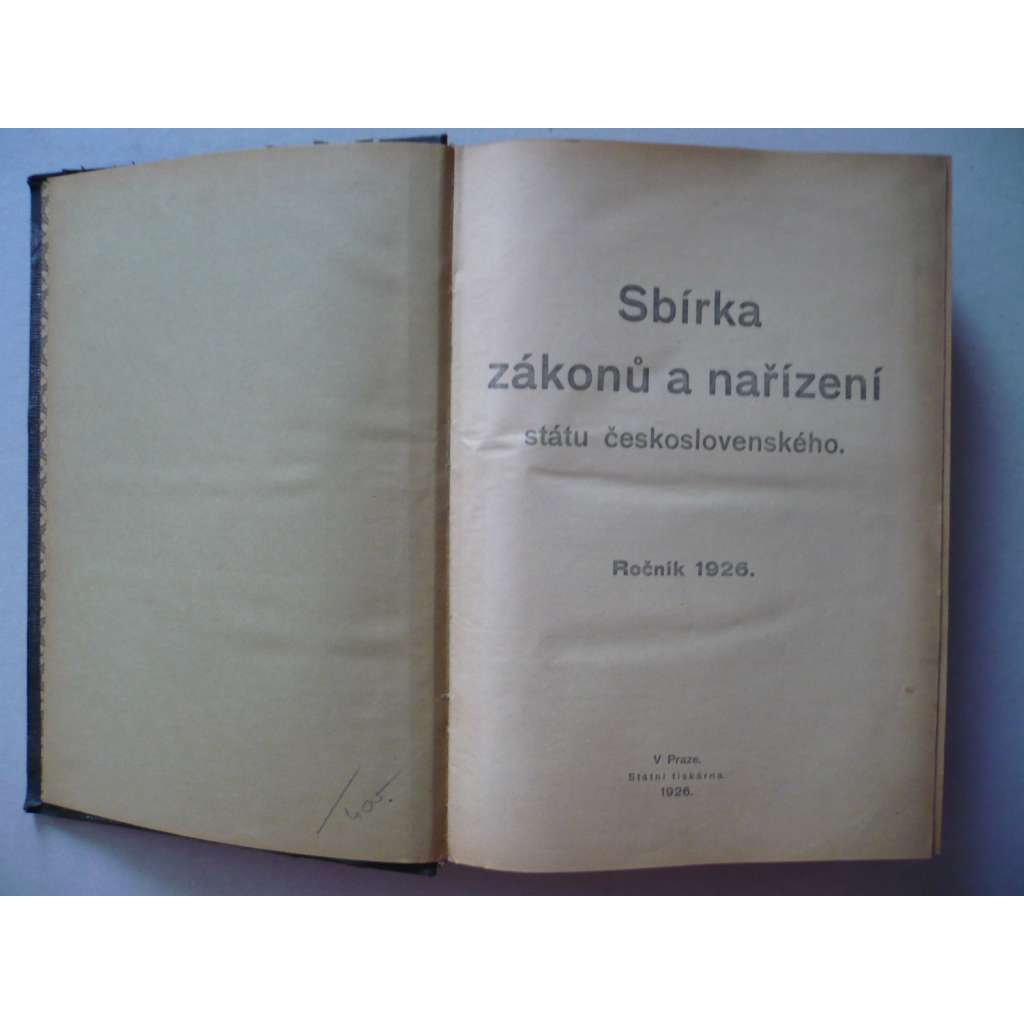 Sbírka
zákonů a nařízení
státu československého.
Ročník 1926.
V Praze.
Státní tiskárna.
1926.